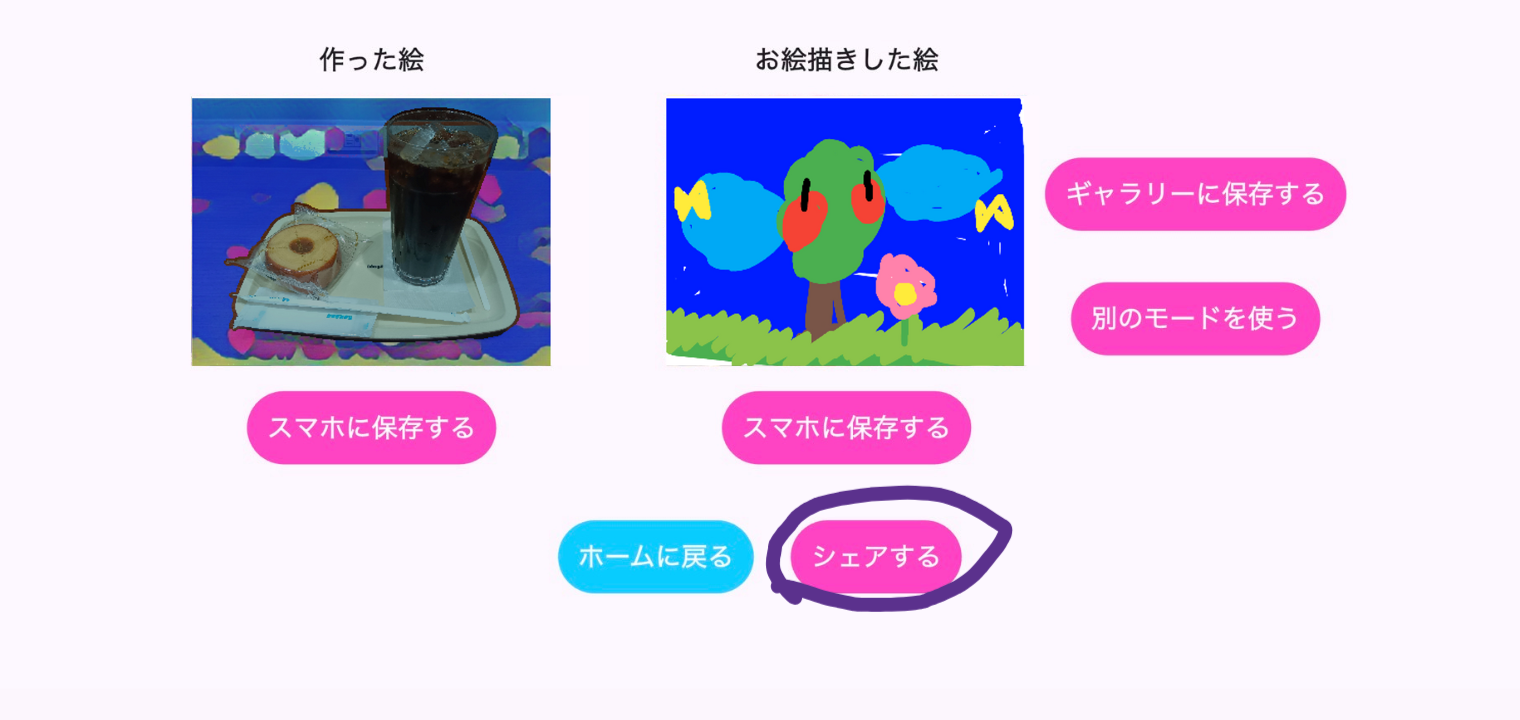 作った絵
お絵描きした絵
ギャラリーに保存する
別のモードを使う
スマホに保存する
スマホに保存する
ホームに戻る
シェアする